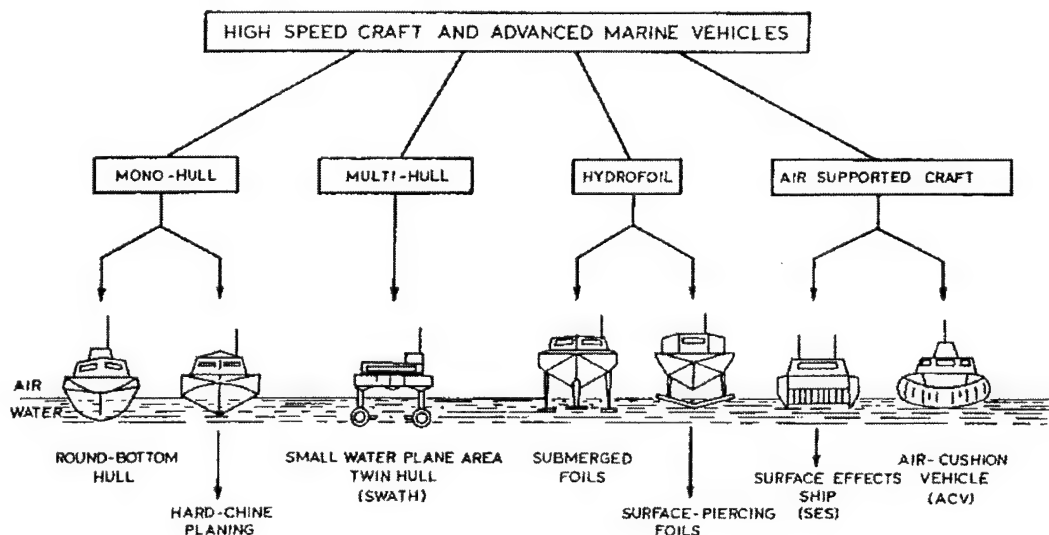 HIGH SPEED CRAFT AND ADVANCED MARINE VEHICLES
MONO-HULL
MULTI-HULL
HYDROFOIL
AIR SUPPORTED CRAFT
AIR
WATER
ROUND-BOTTOM
HULL
HARD-CHINE
PLANING
SMALL WATER PLANE AREA
TWIN HULL
(SWATH)
SUBMERGED
FOILS
SURFACE-PIERCING
FOILS
SURFACE EFFECTS
SHIP
(SES)
AIR-CUSHION
VEHICLE
(ACV)